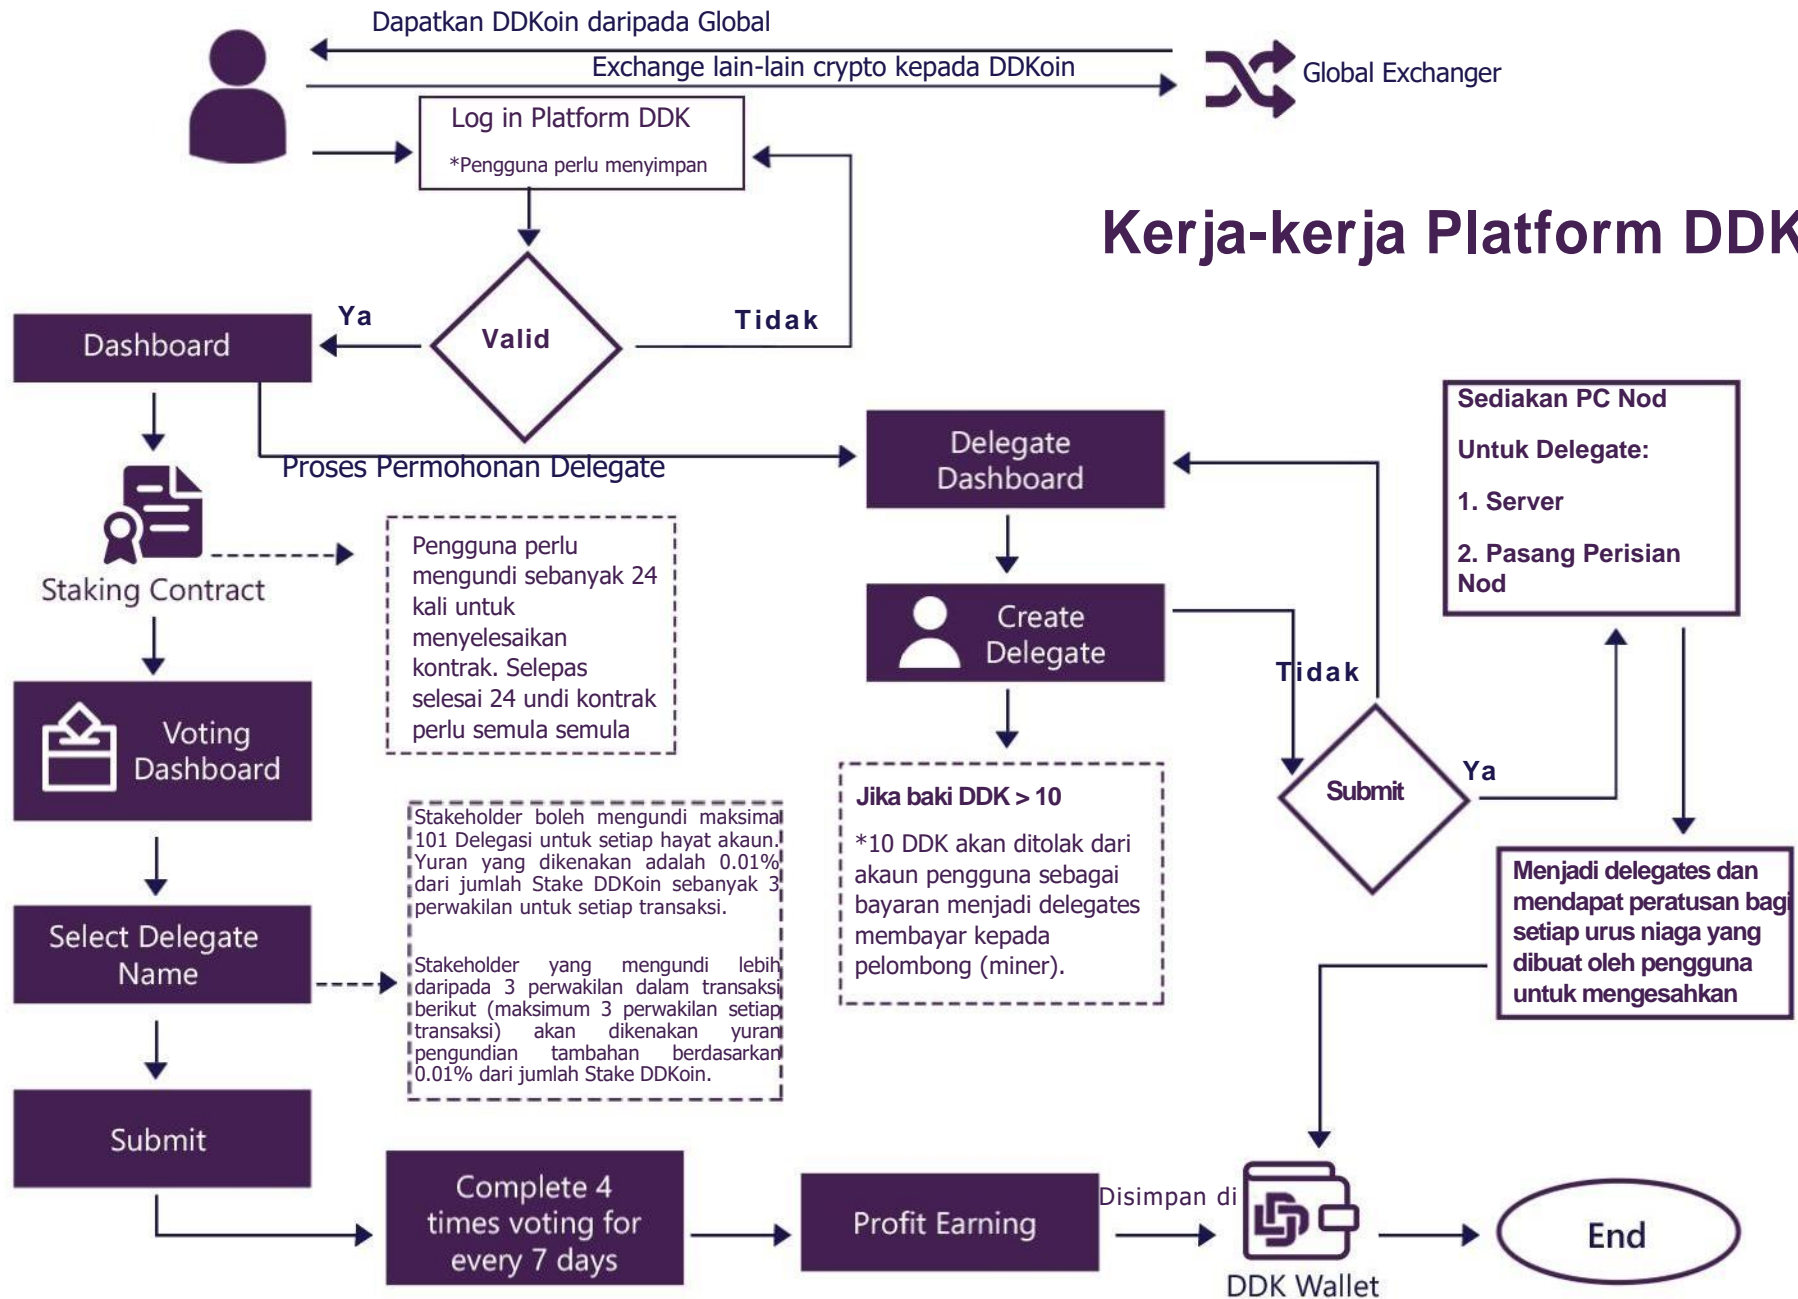 Dapatkan DDKoin daripada Global
Exchange lain-lain crypto kepada DDKoin
Global Exchanger
Log in Platform DDK
*Pengguna perlu menyimpan
Kerja-kerja Platform DDK
Ya
Valid
Tidak
Dashboard
Proses Permohonan Delegate
Staking Contract
Pengguna perlu
mengundi sebanyak 24
kali untuk
menyelesaikan
kontrak. Selepas
selesai 24 undi kontrak
perlu semula semula
Voting
Dashboard
Select Delegate
Name
Stakeholder boleh mengundi maksima
101 Delegasi untuk setiap hayat akaun.
Yuran yang dikenakan adalah 0.01%
dari jumlah Stake DDKoin sebanyak 3
perwakilan untuk setiap transaksi.
Stakeholder yang mengundi lebih
daripada 3 perwakilan dalam transaksi
berikut (maksimum 3 perwakilan setiap
transaksi) akan dikenakan yuran
pengundian tambahan berdasarkan
0.01% dari jumlah Stake DDKoin.
Submit
Delegate
Dashboard
Create
Delegate
Jika baki DDK > 10
*10 DDK akan ditolak dari
akaun pengguna sebagai
bayaran menjadi delegates
membayar kepada
pelombong (miner).
Tidak
Submit
Ya
Sediakan PC Nod
Untuk Delegate:
1. Server
2. Pasang Perisian
Nod
Menjadi delegates dan
mendapat peratusan bagi
setiap urus niaga yang
dibuat oleh pengguna
untuk mengesahkan
Complete 4
times voting for
every 7 days
Profit Earning
Disimpan di
DDK Wallet
End